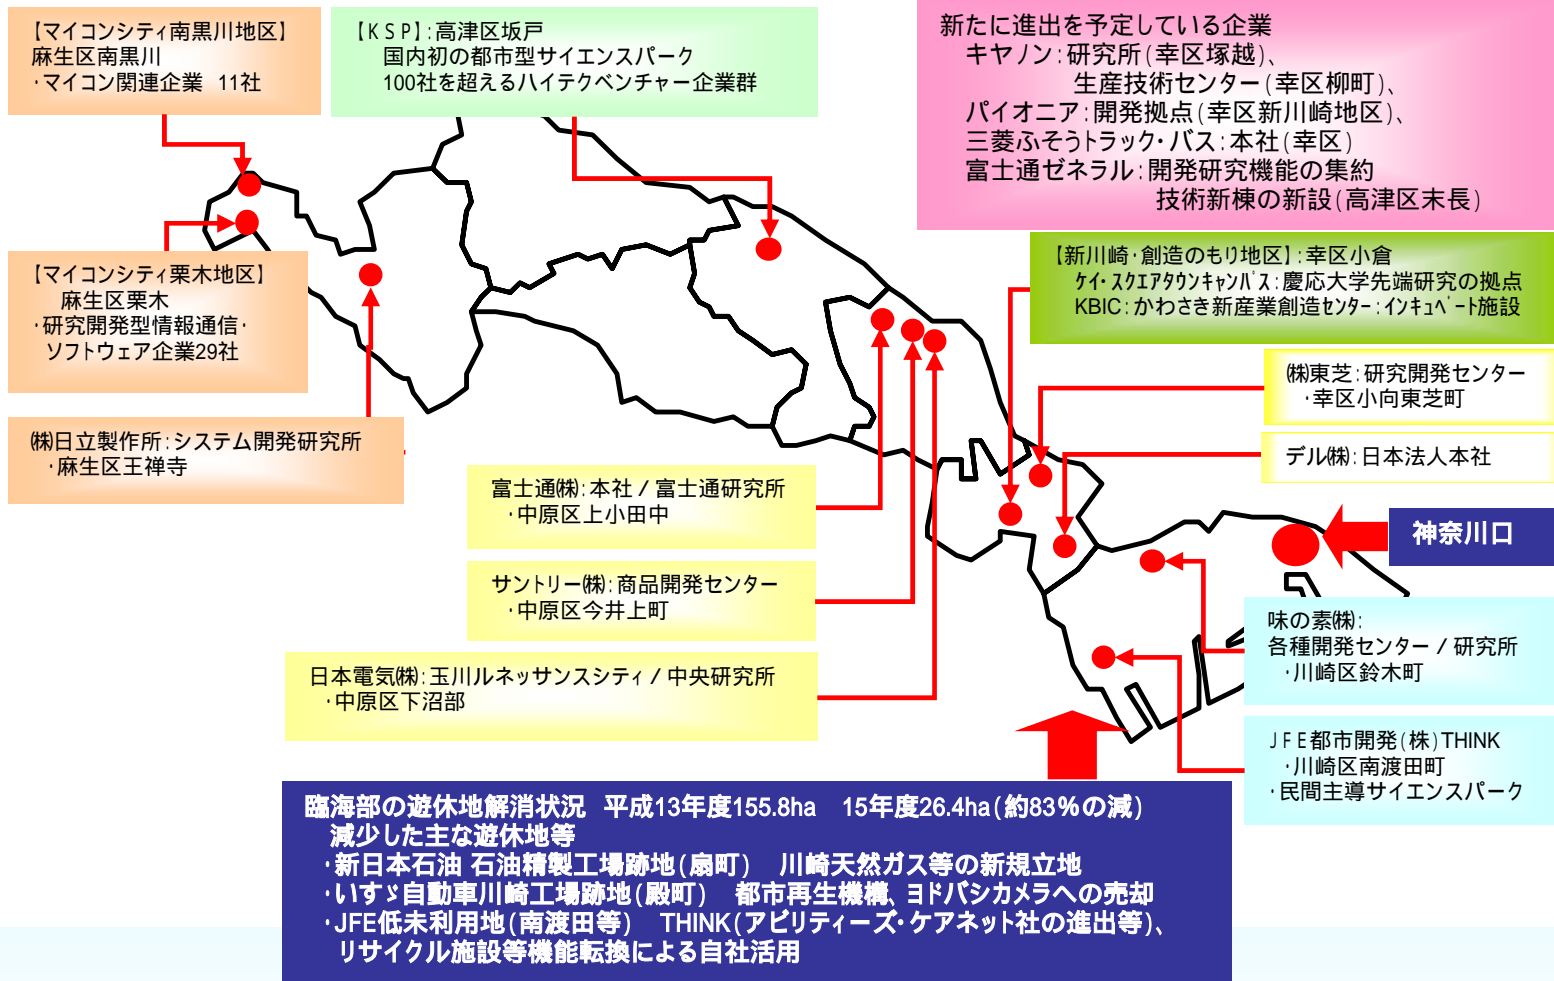 【マイコンシティ南黒川地区】
麻生区南黒川
・マイコン関連企業 11社
【KSP】:高津区坂戸
国内初の都市型サイエンスパーク
100社を超えるハイテクベンチャー企業群
新たに進出を予定している企業
キヤノン:研究所(幸区塚越)、
生産技術センター(幸区柳町)、
パイオニア:開発拠点(幸区新川崎地区)、
三菱ふそうトラック・バス:本社(幸区)
富士通ゼネラル:開発研究機能の集約
技術新棟の新設(高津区末長)
【マイコンシティ栗木地区】
麻生区栗木
・研究開発型情報通信・
ソフトウェア企業29社
【新川崎・創造のもり地区】:幸区小倉
ケイ・スクエアタウンキャンパス:慶応大学先端研究の拠点
KBIC:かわさき新産業創造センター:インキュベート施設
㈱東芝:研究開発センター
・幸区小向東芝町
㈱日立製作所:システム開発研究所
・麻生区王禅寺
デル㈱:日本法人本社
富士通㈱:本社/富士通研究所
・中原区上小田中
神奈川口
サントリー㈱:商品開発センター
・中原区今井上町
味の素㈱:
各種開発センター/研究所
・川崎区鈴木町
日本電気㈱:玉川ルネッサンスシティ/中央研究所
・中原区下沼部
JFE都市開発(株)THINK
・川崎区南渡田町
・民間主導サイエンスパーク
臨海部の遊休地解消状況 平成13年度155.8ha 15年度26.4ha(約83%の減)
減少した主な遊休地等
・新日本石油 石油精製工場跡地(扇町) 川崎天然ガス等の新規立地
・いすゞ自動車川崎工場跡地(殿町) 都市再生機構、ヨドバシカメラへの売却
・JFE低未利用地(南渡田等) THINK(アビリティーズ・ケアネット社の進出等)、
リサイクル施設等機能転換による自社活用